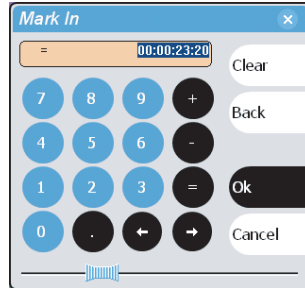 Mark In
= 00:00:23:20
Clear
7 8 9 +
Back
4 5 6 -
1 2 3 = Ok
0 . ← →
Cancel